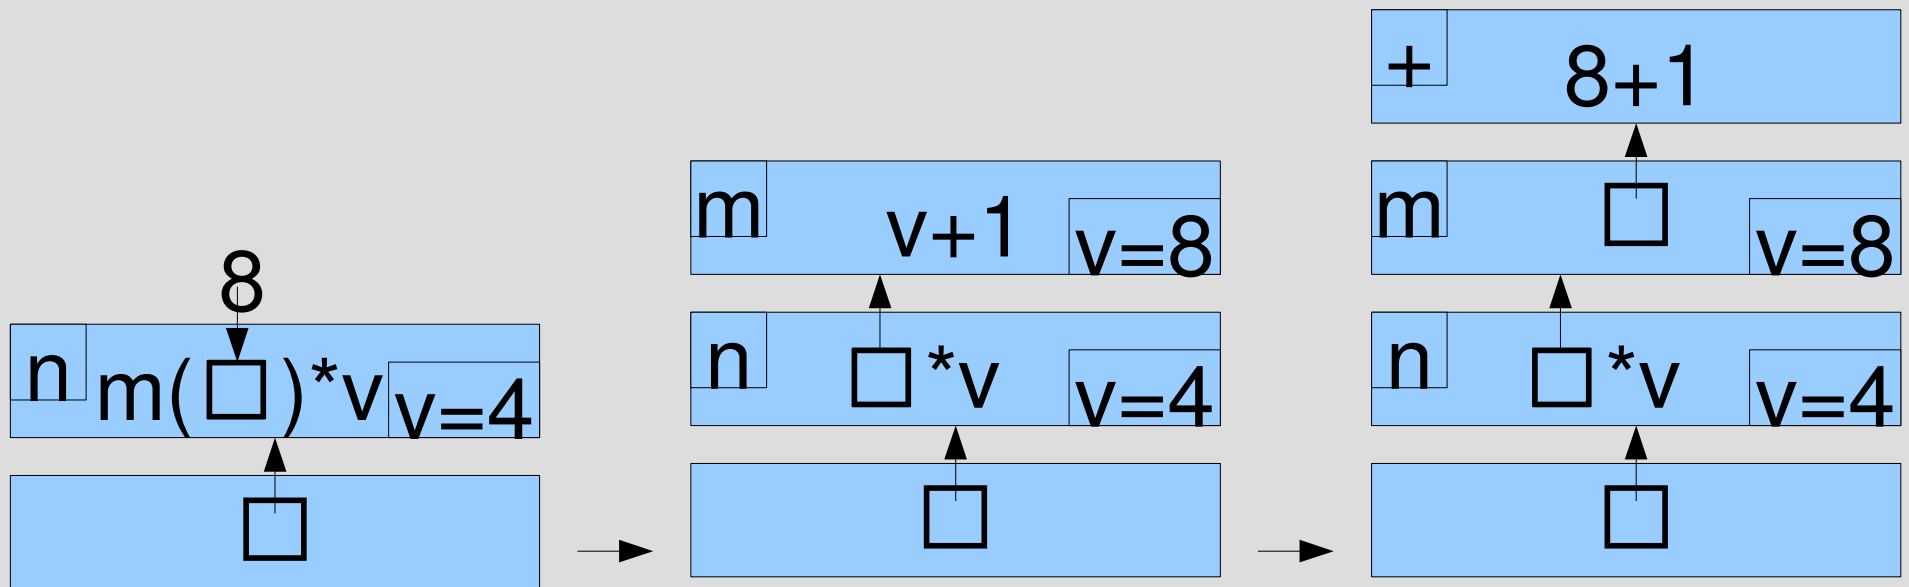 8
n m(□)*v v=4
m v+1 v=8
n □*v v=4
+ 8+1
m □ v=8
n □*v v=4